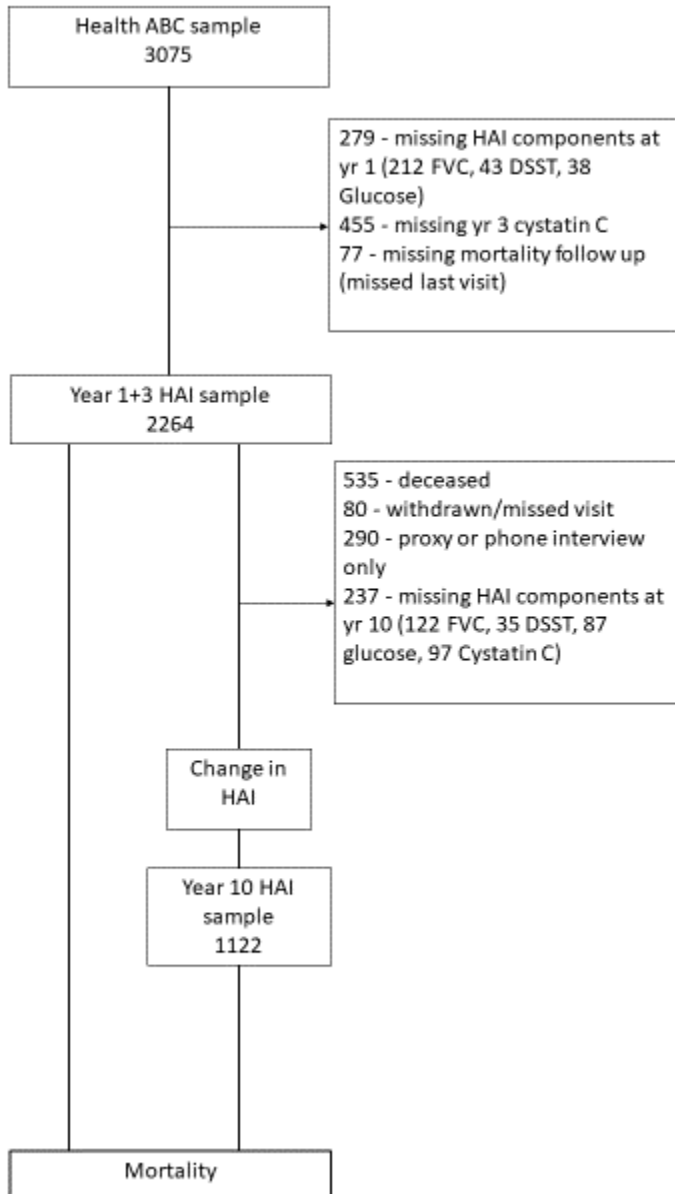 Health ABC sample
3075
279 - missing HAI components at
yr 1 (212 FVC, 43 DSST, 38
Glucose)
455 - missing yr 3 cystatin C
77 - missing mortality follow up
(missed last visit)
Year 1+3 HAI sample
2264
535 - deceased
80 - withdrawn/missed visit
290 - proxy or phone interview
only
237 - missing HAI components at
yr 10 (122 FVC, 35 DSST, 87
glucose, 97 Cystatin C)
Change in
HAI
Year 10 HAI
sample
1122
Mortality